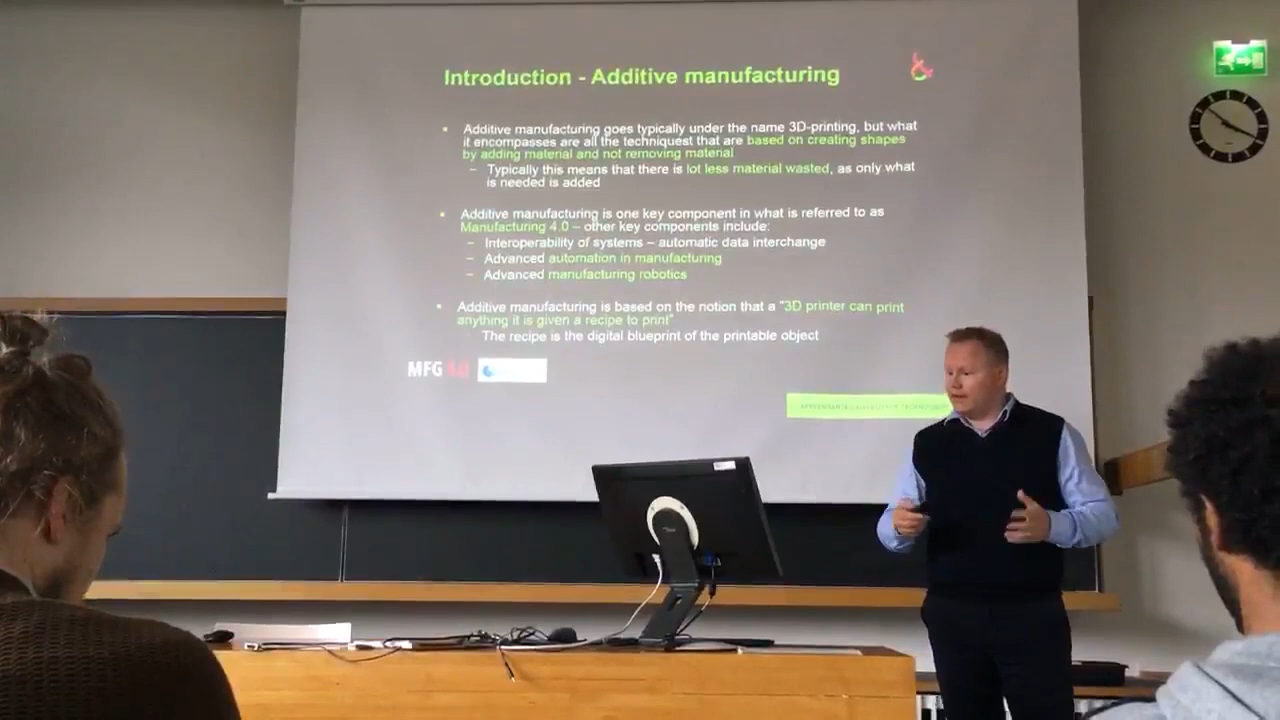 Introduction - Additive manufacturing
Additive manufacturing goes typically under the name 3D-printing, but what
it encompasses are all the techniquest that are based on creating shapes
by adding material and not removing material
– Typically this means that there is lot less material wasted, as only what
is needed is added
Additive manufacturing is one key component in what is referred to as
Manufacturing 4.0 – other key components include:
– Interoperability of systems – automatic data interchange
– Advanced automation in manufacturing
– Advanced manufacturing robotics
Additive manufacturing is based on the notion that a "3D printer can print
anything it is given a recipe to print"
The recipe is the digital blueprint of the printable object
MFG 4.0